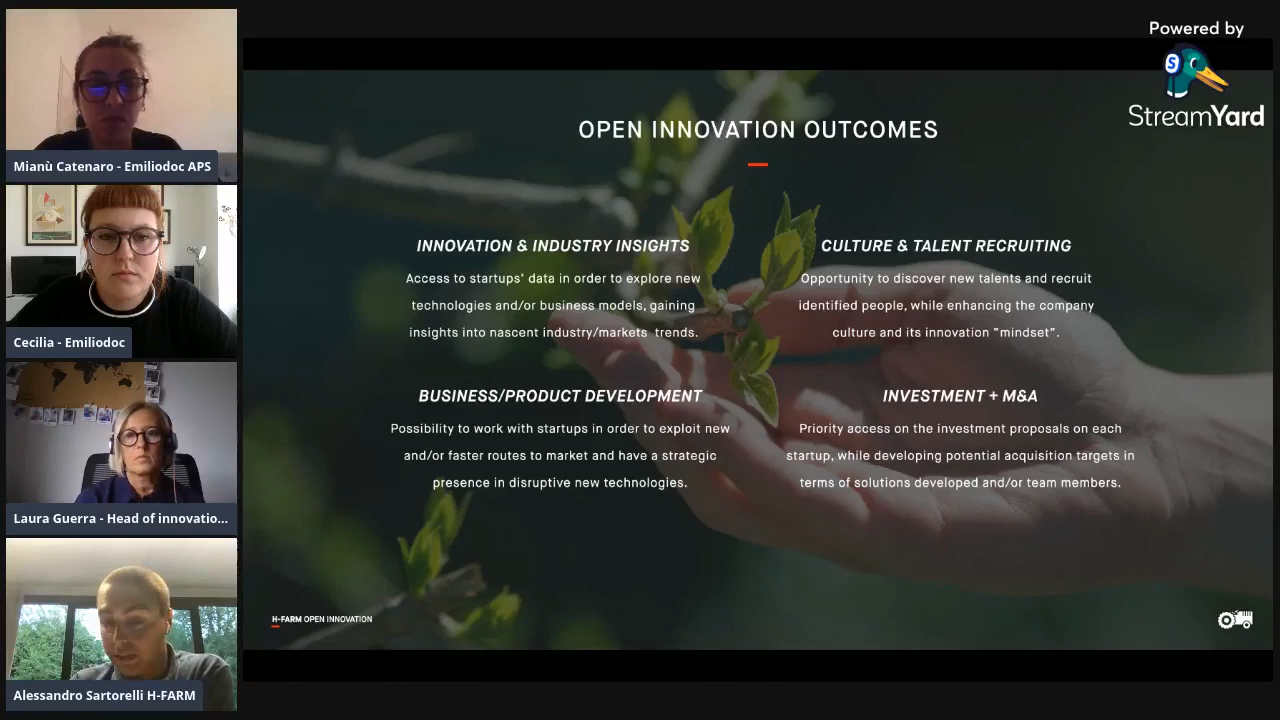 Powered by
StreamYard
Mianù Catenaro - Emiliodoc APS
Cecilia - Emiliodoc
Laura Guerra - Head of innovatio...
Alessandro Sartorelli H-FARM
OPEN INNOVATION OUTCOMES
INNOVATION & INDUSTRY INSIGHTS
Access to startups' data in order to explore new
technologies and/or business models, gaining
insights into nascent industry/markets trends.
CULTURE & TALENT RECRUITING
Opportunity to discover new talents and recruit
identified people, while enhancing the company
culture and its innovation "mindset".
BUSINESS/PRODUCT DEVELOPMENT
Possibility to work with startups in order to exploit new
and/or faster routes to market and have a strategic
presence in disruptive new technologies.
INVESTMENT + M&A
Priority access on the investment proposals on each
startup, while developing potential acquisition targets in
terms of solutions developed and/or team members.
H-FARM OPEN INNOVATION